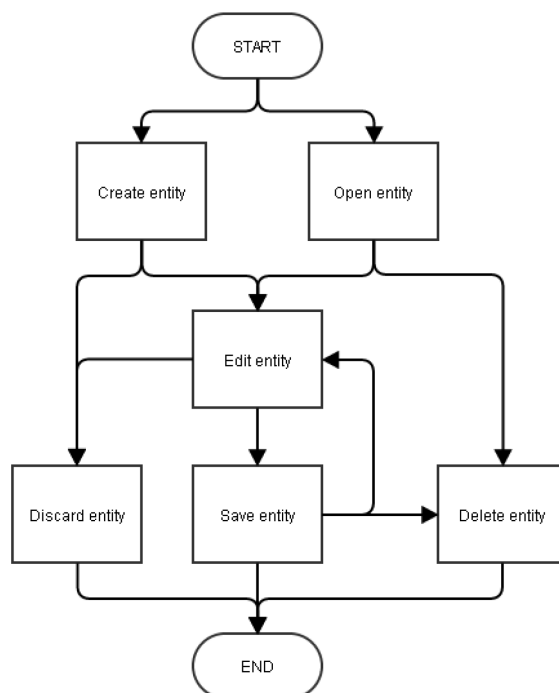 START
Create entity
Open entity
Edit entity
Discard entity
Save entity
Delete entity
END